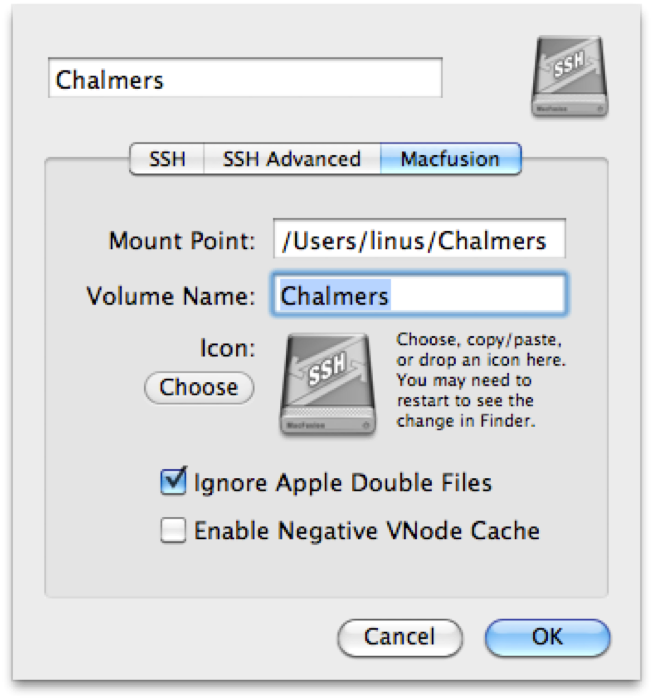 Chalmers
SSH
SSH
SSH Advanced
Macfusion
MacFusion
Mount Point:
/Users/linus/Chalmers
Volume Name:
Chalmers
Icon:
Choose
SSH
MacFusion
Choose, copy/paste,
or drop an icon here.
You may need to
restart to see the
change in Finder.
Ignore Apple Double Files
Enable Negative VNode Cache
Cancel
OK